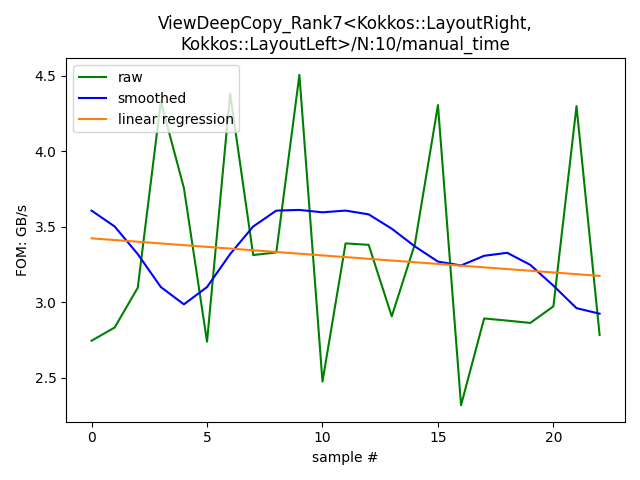 ViewDeepCopy_Rank7<Kokkos::LayoutRight,
Kokkos::LayoutLeft>/N:10/manual_time
raw
smoothed
linear regression
FOM: GB/s
4.5
4.0
3.5
3.0
2.5
0
5
10
15
20
sample #